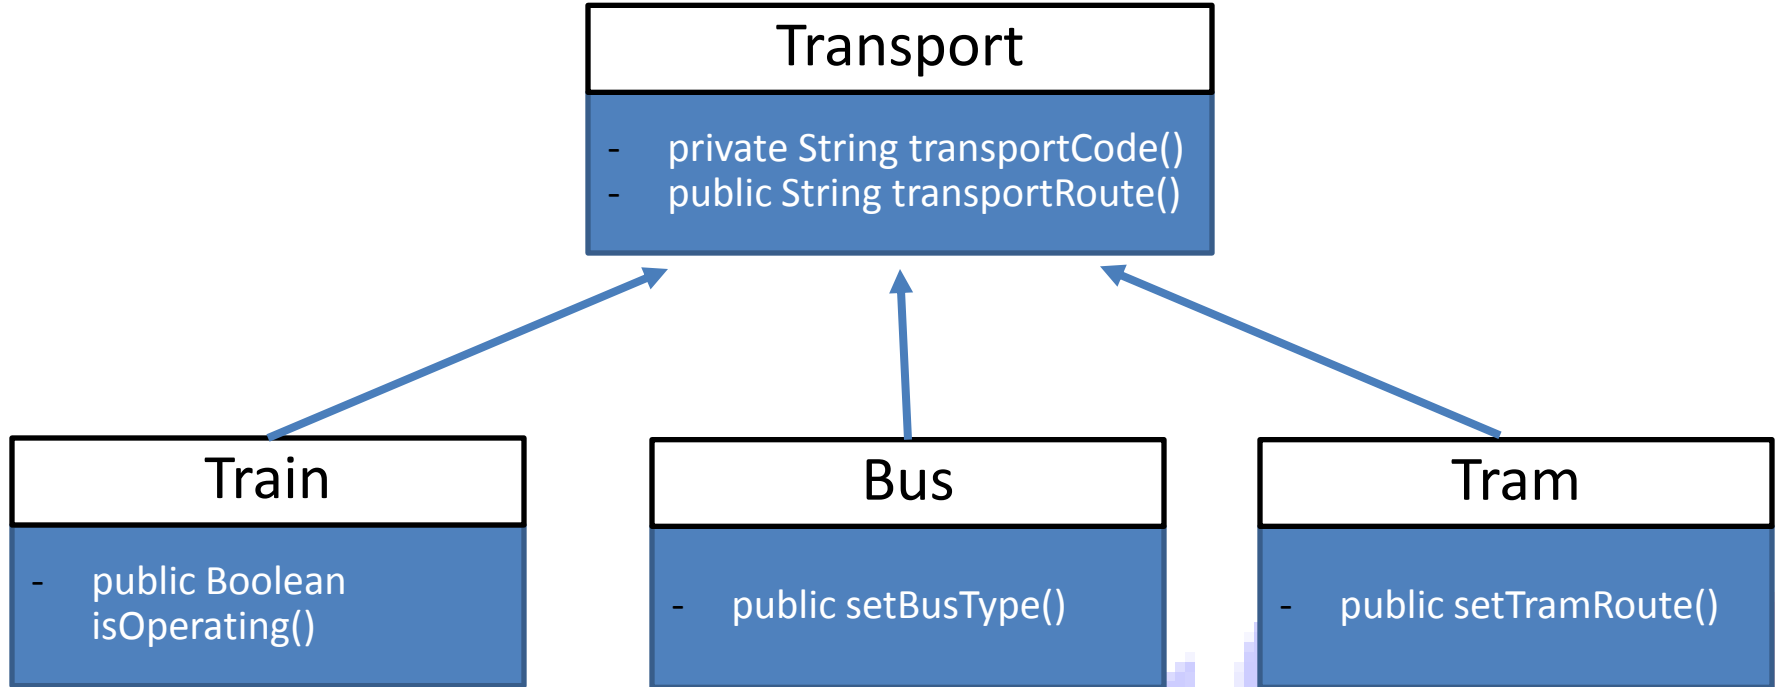 Transport
- private String transportCode()
- public String transportRoute()
Train
- public Boolean
isOperating()
Bus
- public setBusType()
Tram
- public setTramRoute()